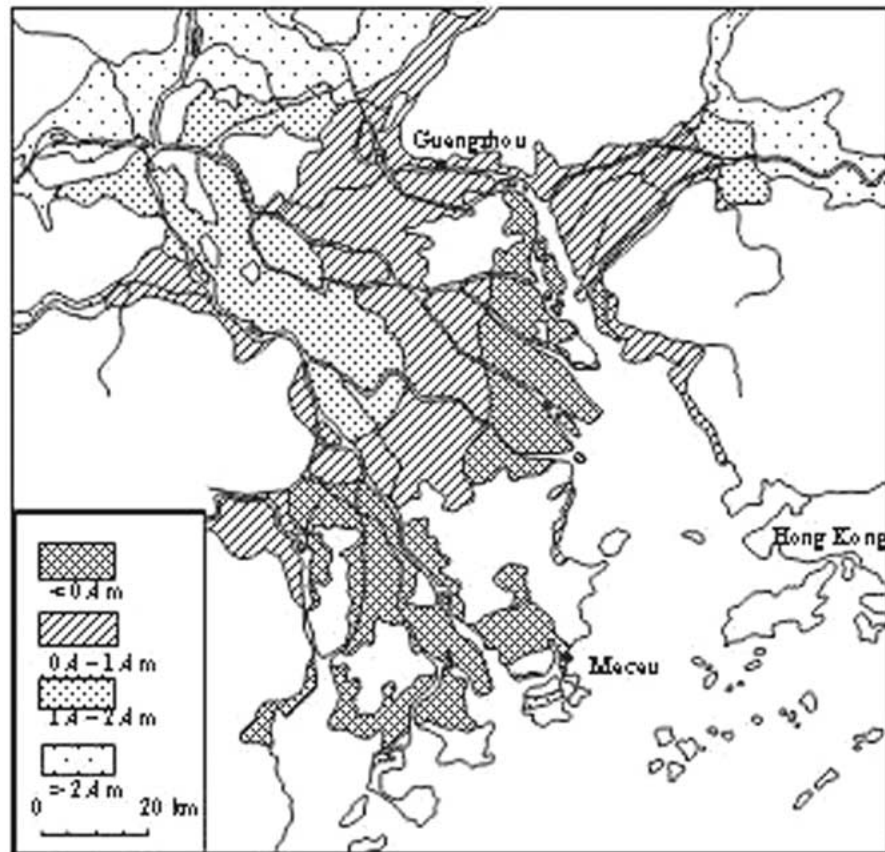 Guangzhou
Hong Kong
Macau
< 0.4 m
0.4 – 1.4 m
1.4 – 2.4 m
=> 2.4 m
0 20 km